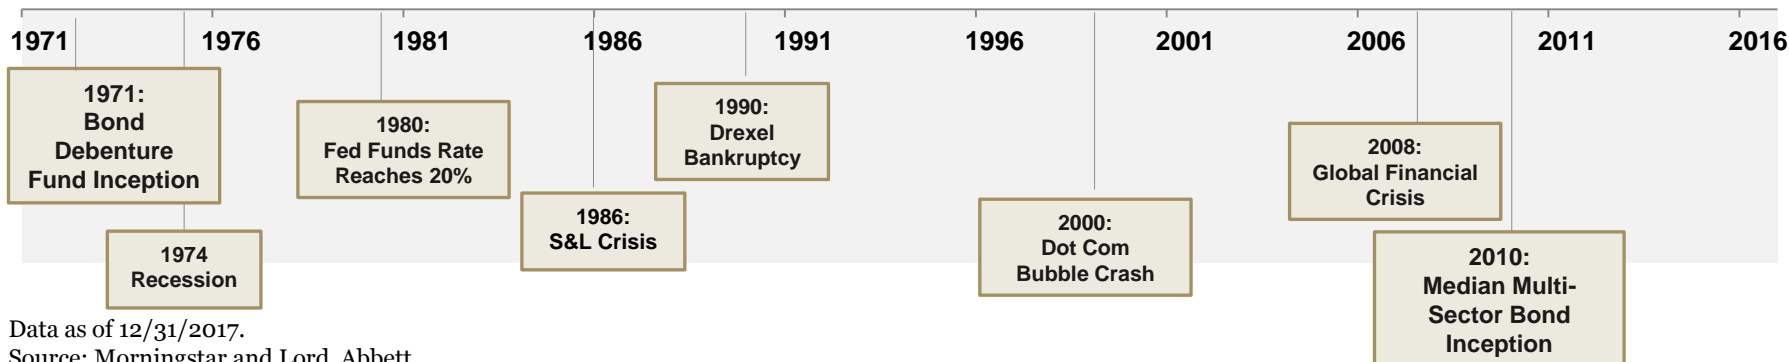 1971 1976 1981 1986 1991 1996 2001 2006 2011 2016
1971:
Bond
Debenture
Fund Inception
1974
Recession
1980:
Fed Funds Rate
Reaches 20%
1986:
S&L Crisis
1990:
Drexel
Bankruptcy
2000:
Dot Com
Bubble Crash
2008:
Global Financial
Crisis
2010:
Median Multi-
Sector Bond
Inception
Data as of 12/31/2017.
Source: Morningstar and Lord, Abbett